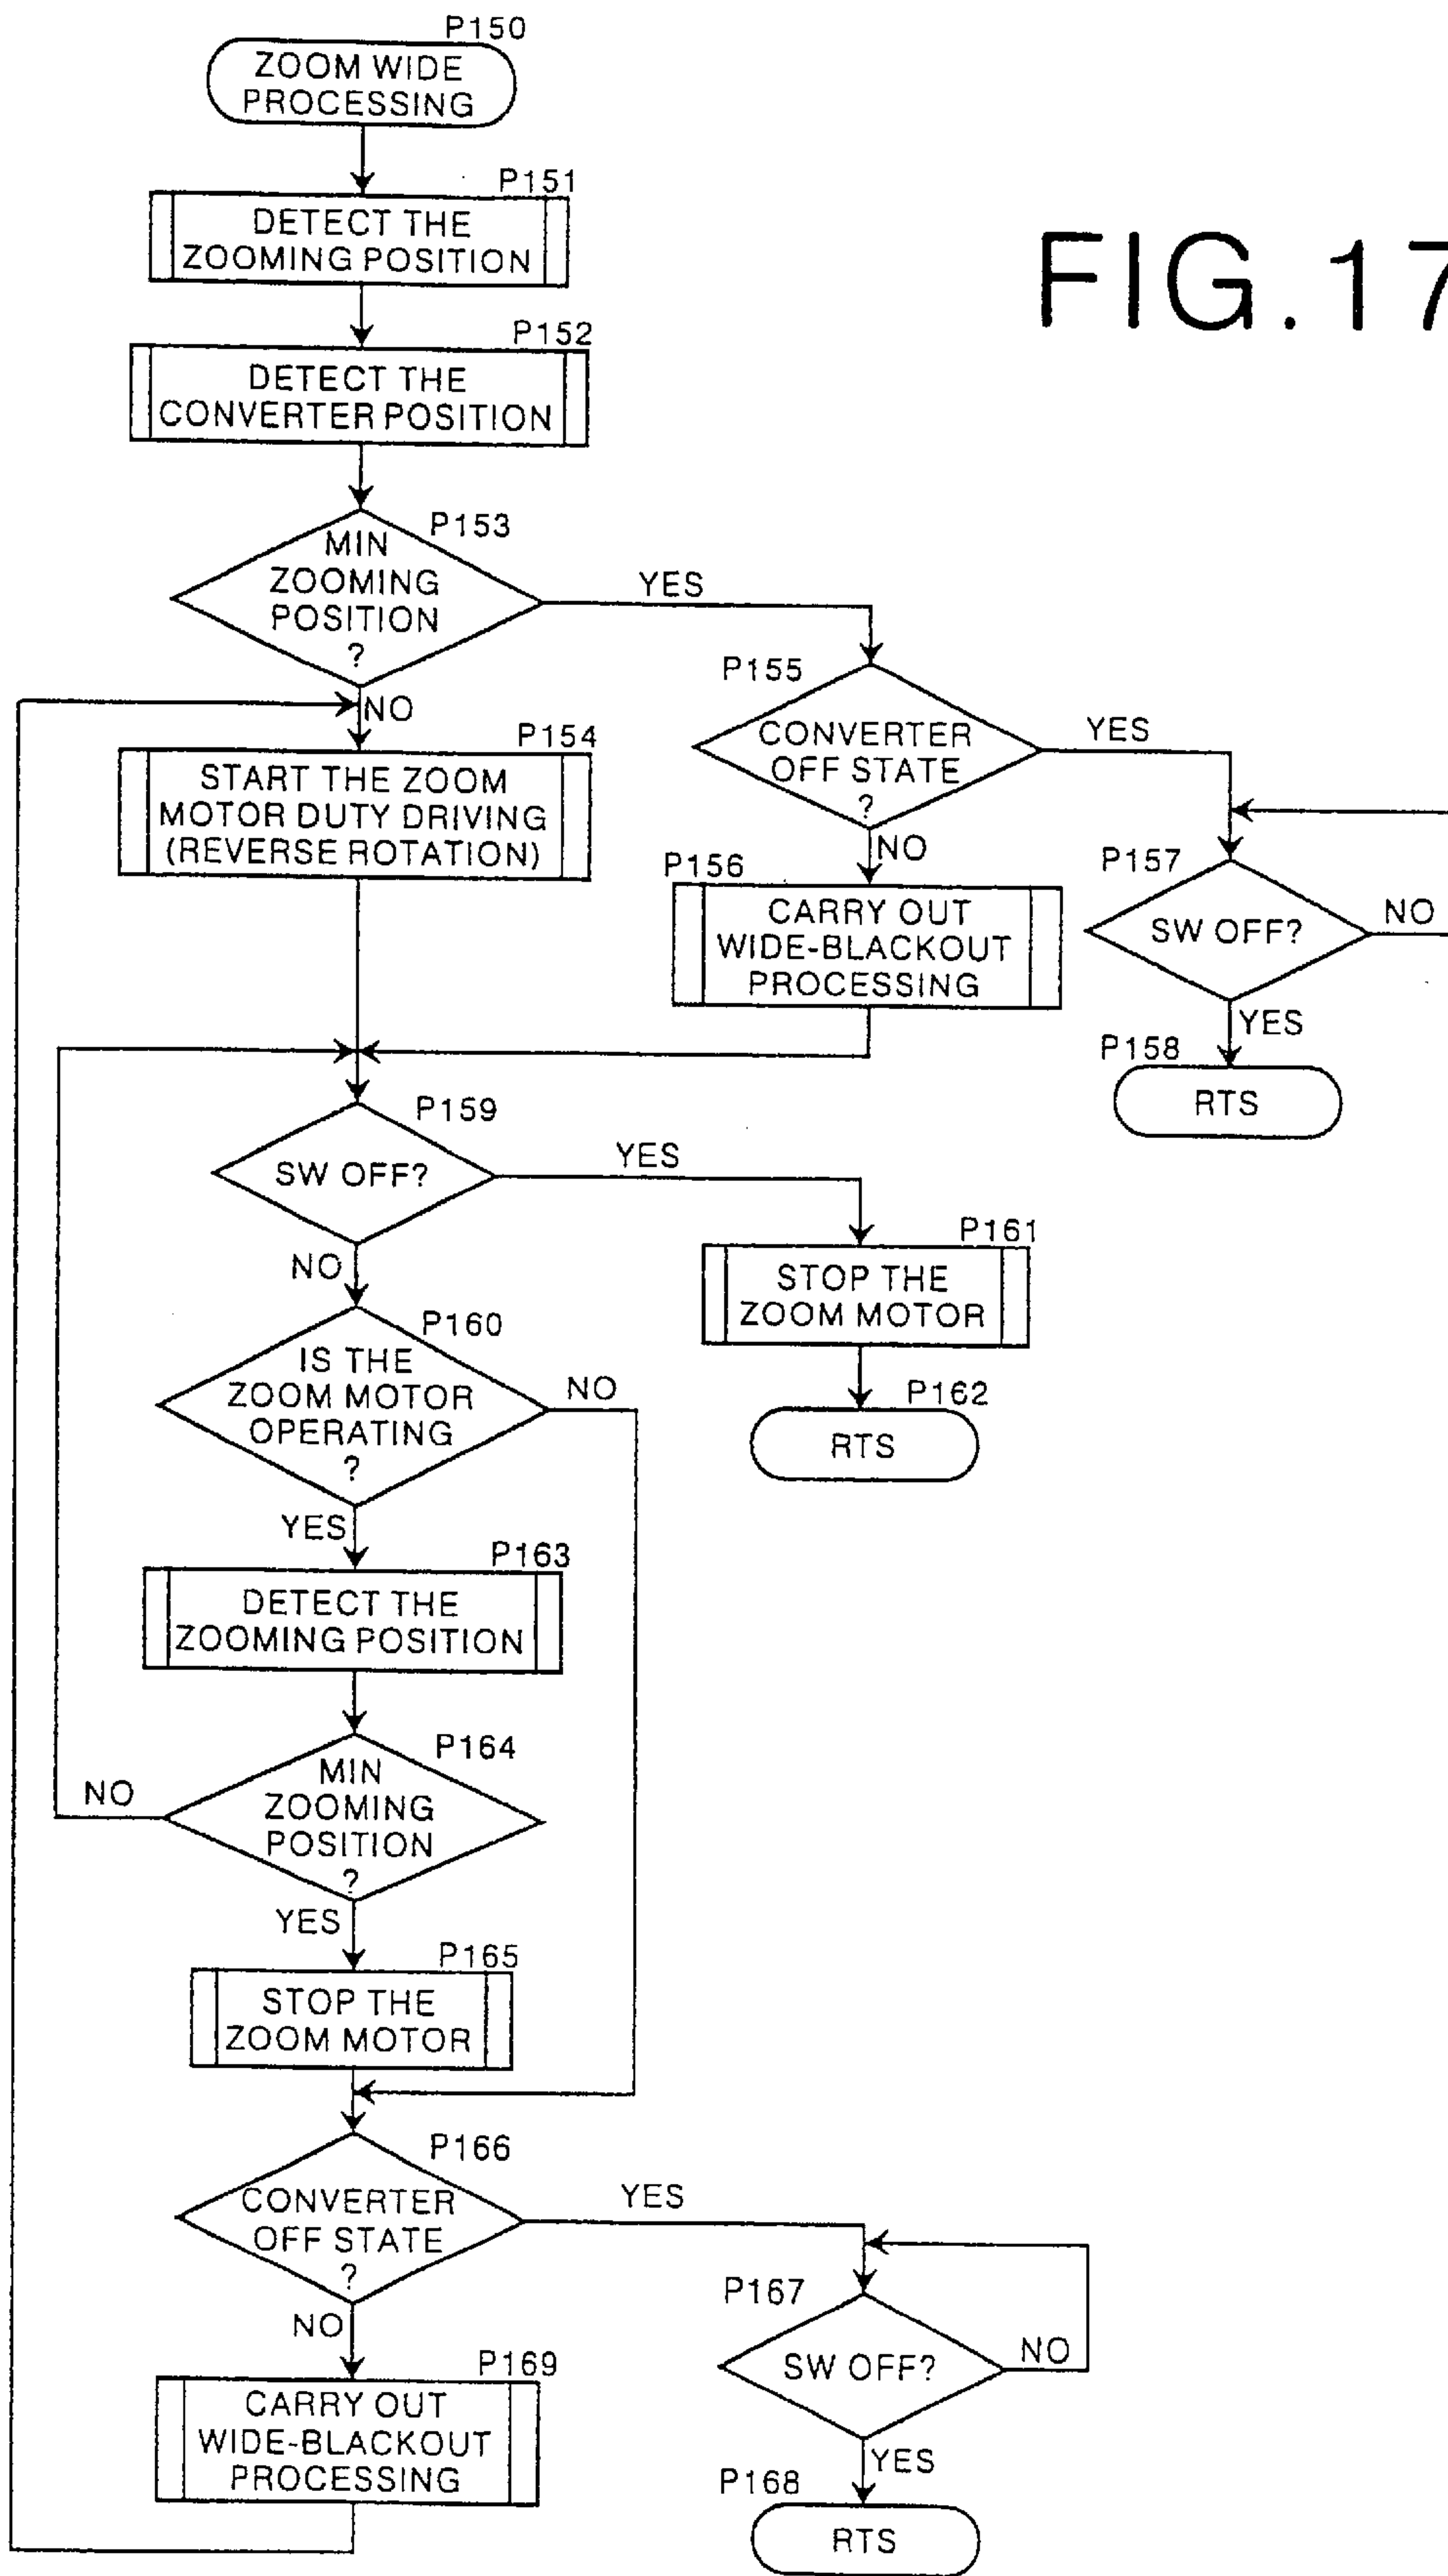 P150
ZOOM WIDE
PROCESSING
P151
DETECT THE
ZOOMING POSITION
FIG.17
P152
DETECT THE
CONVERTER POSITION
P153
MIN
ZOOMING
POSITION
?
YES
NO
P155
CONVERTER
OFF STATE
?
YES
NO
P154
START THE ZOOM
MOTOR DUTY DRIVING
(REVERSE ROTATION)
P156
CARRY OUT
WIDE-BLACKOUT
PROCESSING
P157
SW OFF?
NO
YES
P158
RTS
P159
SW OFF?
YES
NO
P161
STOP THE
ZOOM MOTOR
P160
IS THE
ZOOM MOTOR
OPERATING
?
NO
YES
P162
RTS
P163
DETECT THE
ZOOMING POSITION
P164
MIN
ZOOMING
POSITION
?
NO
YES
P165
STOP THE
ZOOM MOTOR
P166
CONVERTER
OFF STATE
?
YES
NO
P167
SW OFF?
NO
YES
P169
CARRY OUT
WIDE-BLACKOUT
PROCESSING
P168
RTS